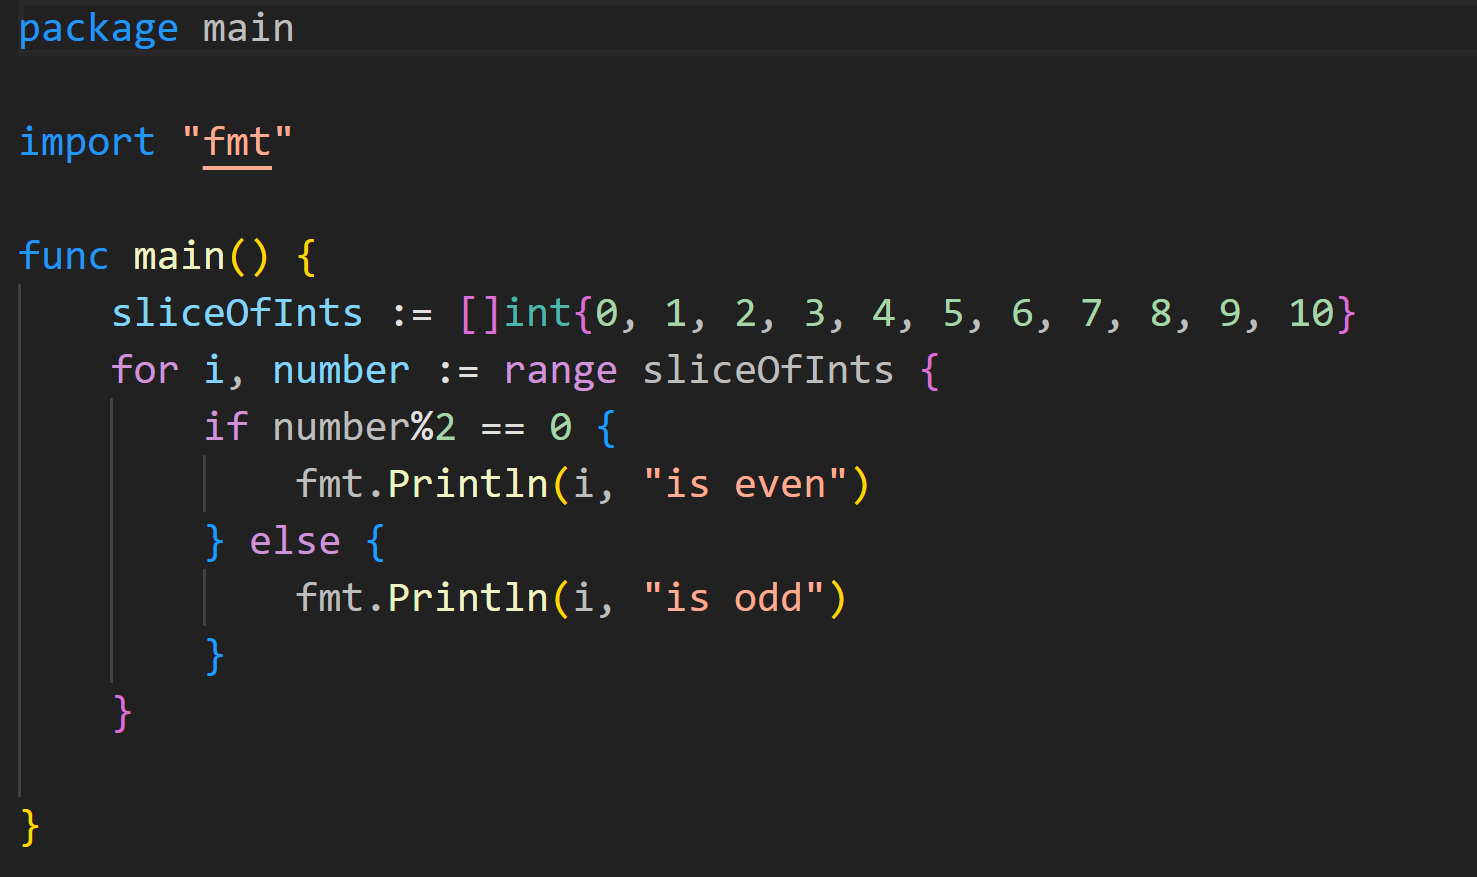 package main
import "fmt"
func main() {
    sliceOfInts := []int{0, 1, 2, 3, 4, 5, 6, 7, 8, 9, 10}
    for i, number := range sliceOfInts {
        if number%2 == 0 {
            fmt.Println(i, "is even")
        } else {
            fmt.Println(i, "is odd")
        }
    }
}